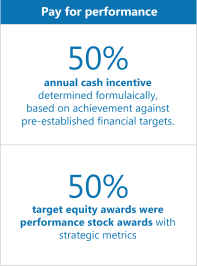 Pay for performance
50%
annual cash incentive
determined formulaically,
based on achievement against
pre-established financial targets.
50%
target equity awards were
performance stock awards with
strategic metrics